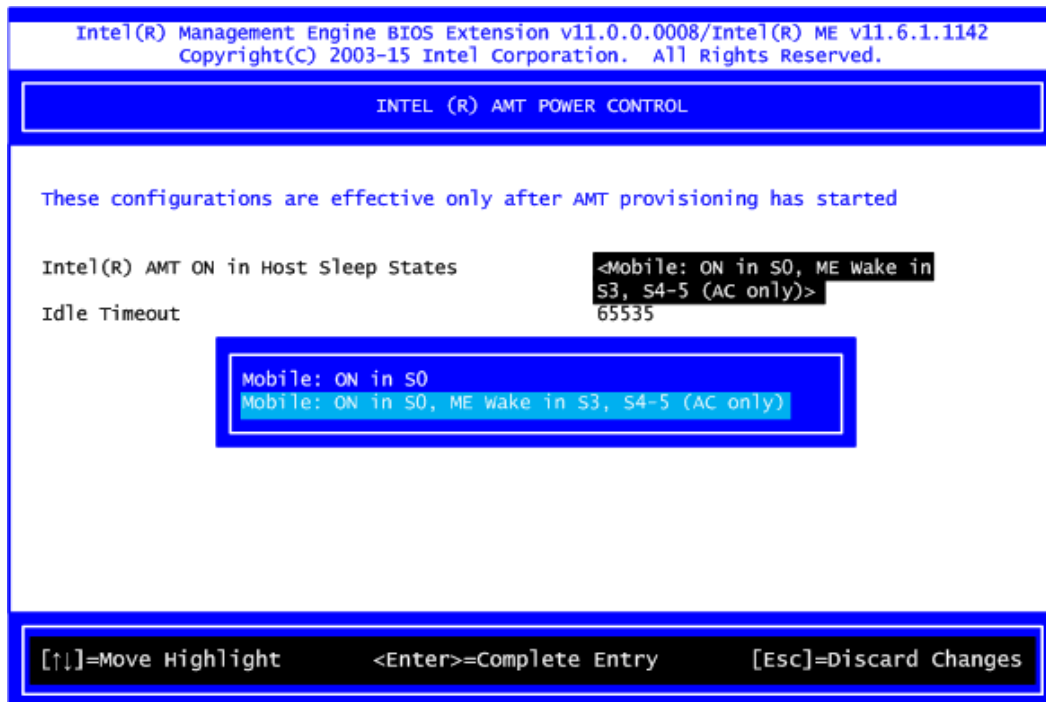 Intel(R) Management Engine BIOS Extension v11.0.0.0008/Intel(R) ME v11.6.1.1142
Copyright(C) 2003-15 Intel Corporation. All Rights Reserved.
INTEL (R) AMT POWER CONTROL
These configurations are effective only after AMT provisioning has started
Intel(R) AMT ON in Host Sleep States <Mobile: ON in S0, ME Wake in
S3, S4-5 (AC only)>
Idle Timeout 65535
Mobile: ON in S0
Mobile: ON in S0, ME Wake in S3, S4-5 (AC only)
[↑↓]=Move Highlight <Enter>=Complete Entry [Esc]=Discard Changes